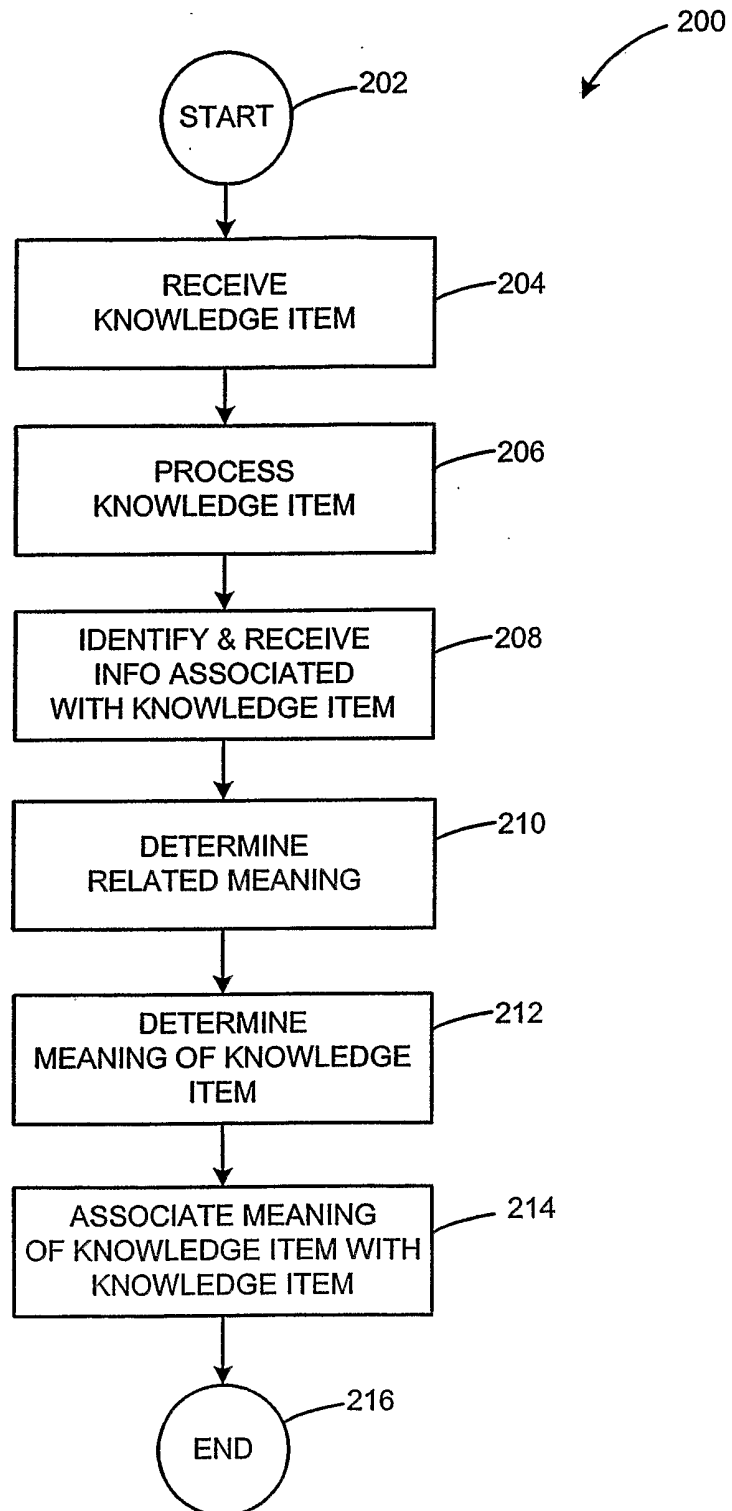 200
START
202
RECEIVE
KNOWLEDGE ITEM
204
PROCESS
KNOWLEDGE ITEM
206
IDENTIFY & RECEIVE
INFO ASSOCIATED
WITH KNOWLEDGE ITEM
208
DETERMINE
RELATED MEANING
210
DETERMINE
MEANING OF KNOWLEDGE
ITEM
212
ASSOCIATE MEANING
OF KNOWLEDGE ITEM WITH
KNOWLEDGE ITEM
214
END
216